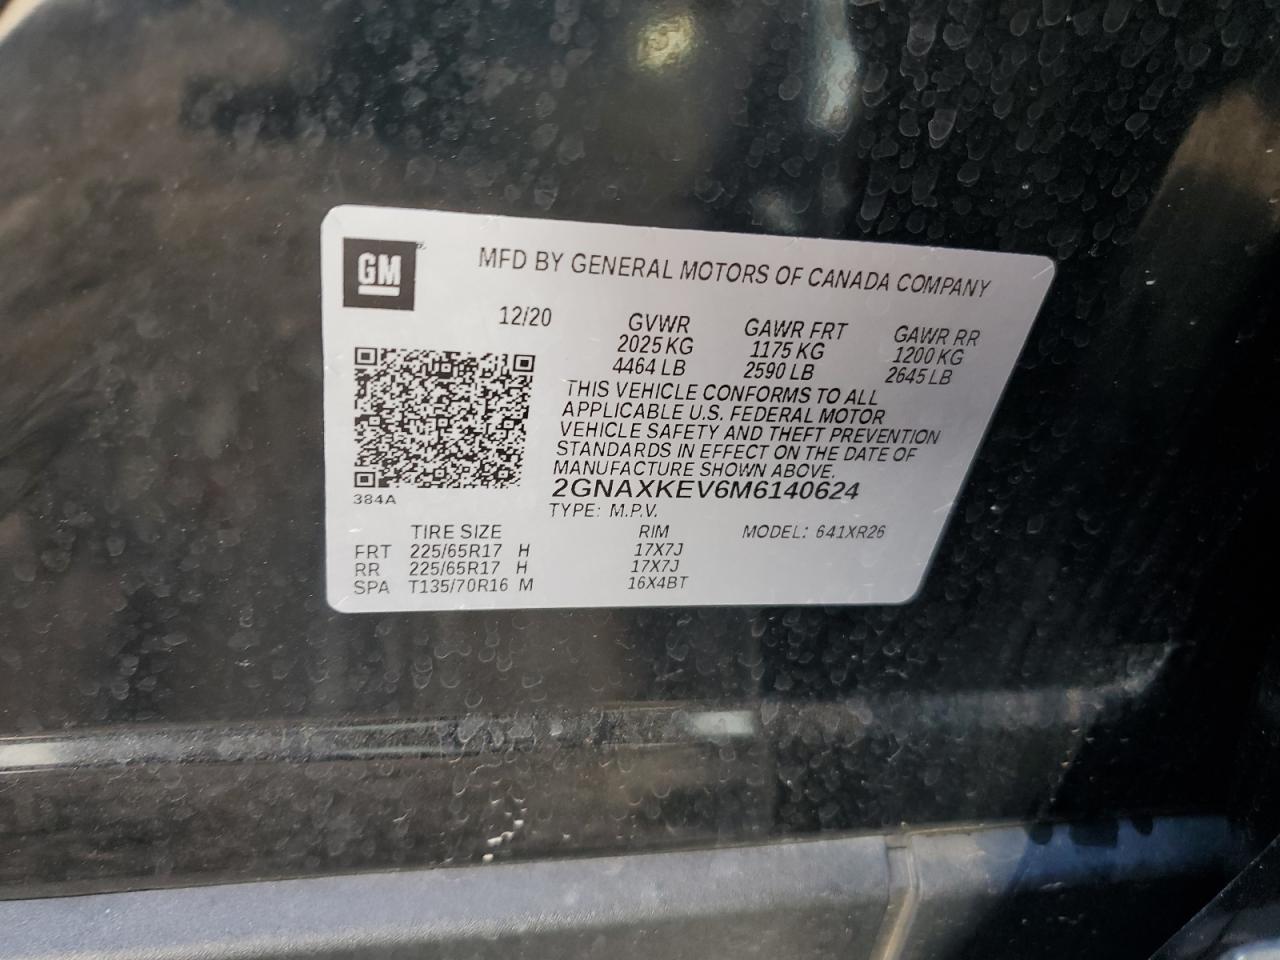 GM
MFD BY GENERAL MOTORS OF CANADA COMPANY
12/20 GVWR GAWR FRT GAWR RR
2025 KG 1175 KG 1200 KG
4464 LB 2590 LB 2645 LB
THIS VEHICLE CONFORMS TO ALL
APPLICABLE U.S. FEDERAL MOTOR
VEHICLE SAFETY AND THEFT PREVENTION
STANDARDS IN EFFECT ON THE DATE OF
MANUFACTURE SHOWN ABOVE.
384A 2GNAXKEV6M6140624
TYPE: M.P.V.
TIRE SIZE RIM MODEL: 641XR26
FRT 225/65R17 H 17X7J
RR 225/65R17 H 17X7J
SPA T135/70R16 M 16X4BT